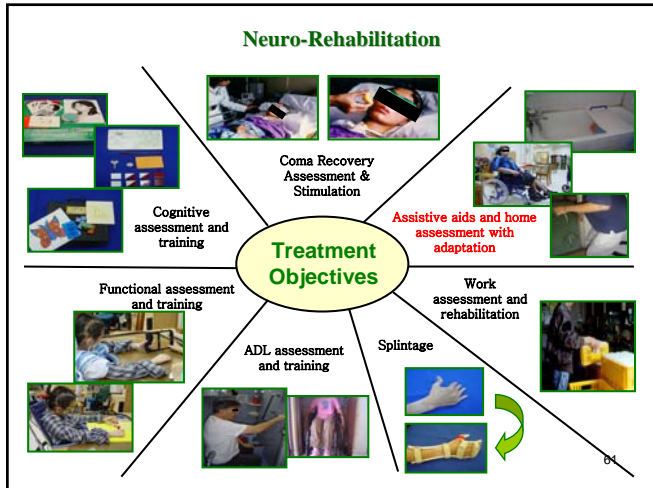 Neuro-Rehabilitation
Coma Recovery
Assessment &
Stimulation
Cognitive
assessment and
training
Assistive aids and home
assessment with
adaptation
Treatment
Objectives
Functional assessment
and training
Work
assessment and
rehabilitation
ADL assessment
and training
Splintage
61